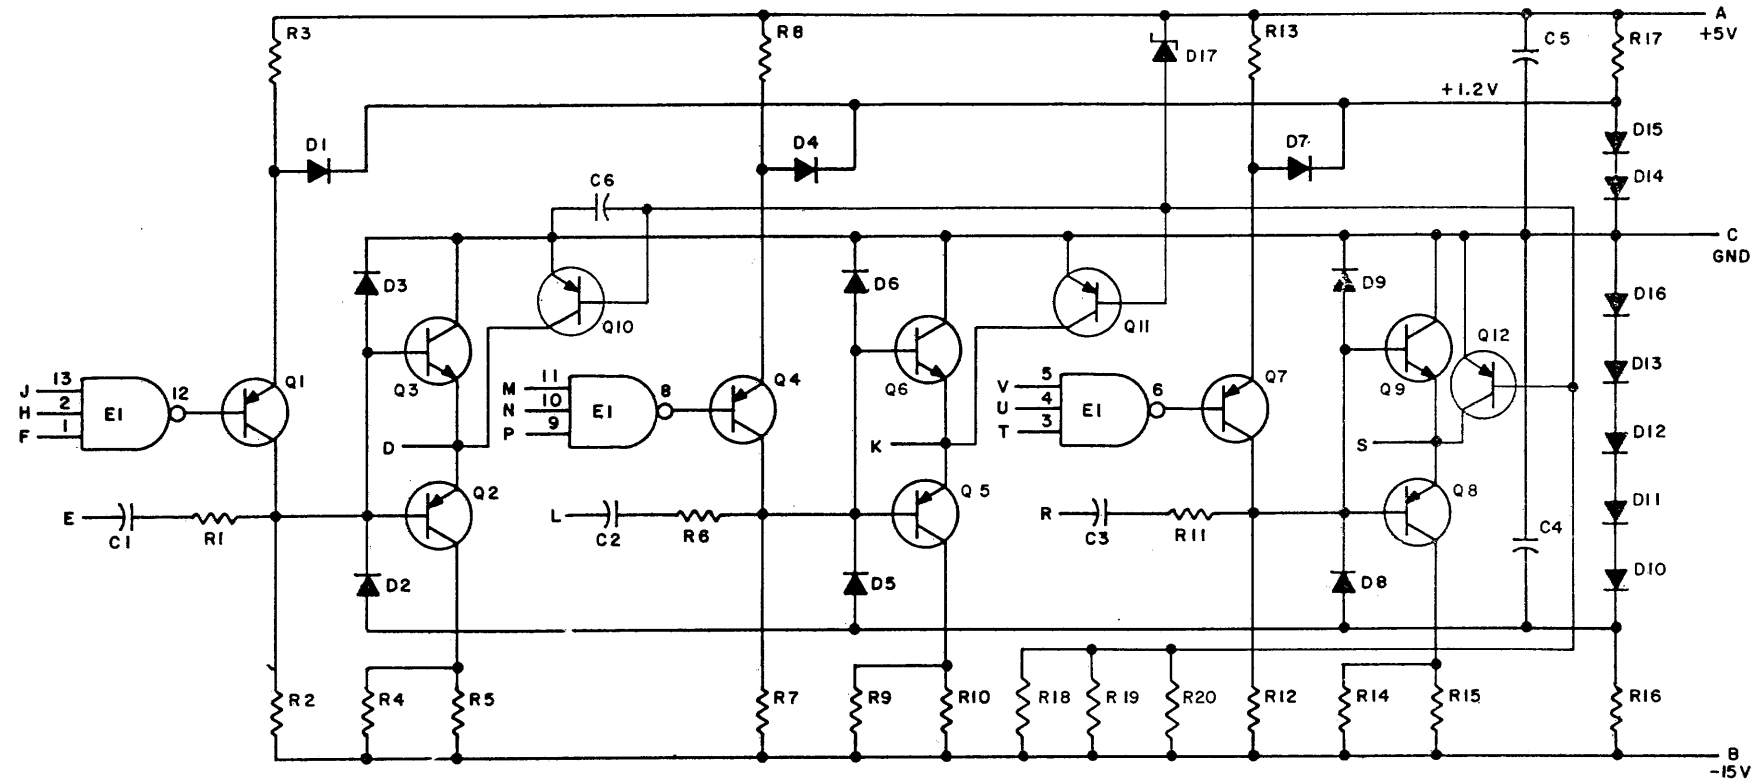 R3
R8
R13
C5
R17
A
+5V
D17
+1.2V
D1
D4
D7
D15
D14
C6
C
GND
D3
D6
D9
D16
Q10
Q11
Q12
Q3
Q6
Q9
D13
J 13
H 2
F 1
E1
12
Q1
M 11
N 10
P 9
E1
8
Q4
V 5
U 4
T 3
E1
6
Q7
D
K
S
D12
Q2
Q5
Q8
D11
E
C1
R1
L
C2
R6
R
C3
R11
C4
D2
D5
D8
D10
R2
R4
R5
R7
R9
R10
R18
R19
R20
R12
R14
R15
R16
B
-15V